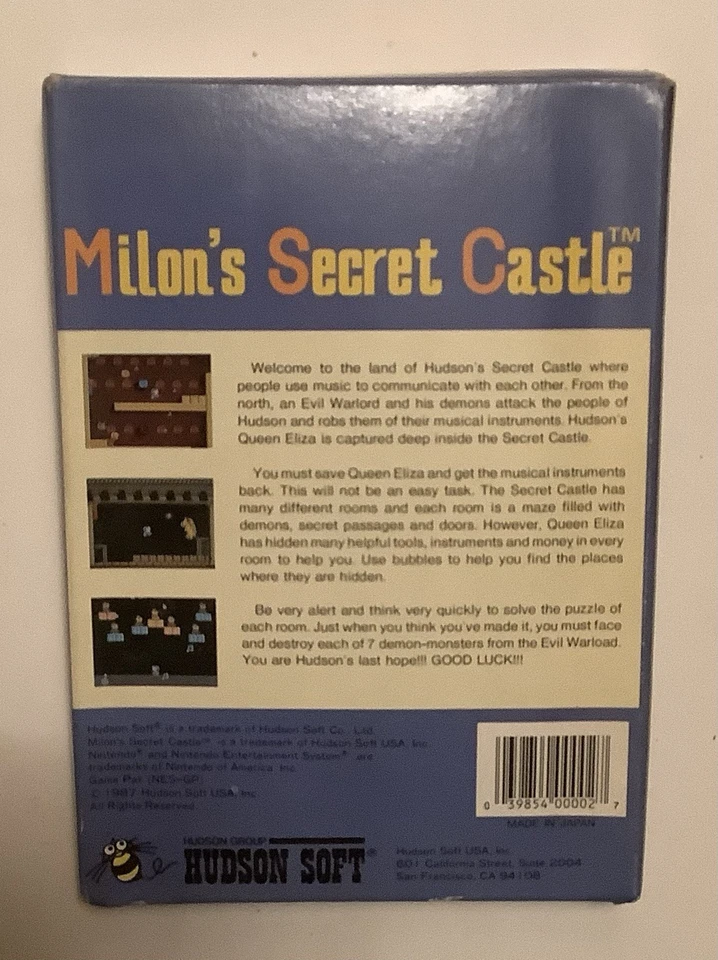 Milon's Secret Castle™
Welcome to the land of Hudson's Secret Castle where
people use music to communicate with each other. From the
north, an Evil Warlord and his demons attack the people of
Hudson and robs them of their musical instruments. Hudson's
Queen Eliza is captured deep inside the Secret Castle.
You must save Queen Eliza and get the musical instruments
back. This will not be an easy task. The Secret Castle has
many different rooms and each room is a maze filled with
demons, secret passages and doors. However, Queen Eliza
has hidden many helpful tools, instruments and money in every
room to help you. Use bubbles to help you find the places
where they are hidden.
Be very alert and think very quickly to solve the puzzle of
each room. Just when you think you've made it, you must face
and destroy each of 7 demon-monsters from the Evil Warload.
You are Hudson's last hope!!! GOOD LUCK!!!
Hudson Soft® is a trademark of Hudson Soft Co., Ltd.
Milon's Secret Castle™ is a trademark of Hudson Soft USA, Inc.
Nintendo® and Nintendo Entertainment System® are
trademarks of Nintendo of America Inc.
Game Pak (NES-GP)
© 1987 Hudson Soft USA, Inc.
All Rights Reserved.
0 39854 00002 7
MADE IN JAPAN
HUDSON GROUP
HUDSON SOFT®
Hudson Soft USA, Inc.
601 California Street, Suite 2004
San Francisco, CA 94108